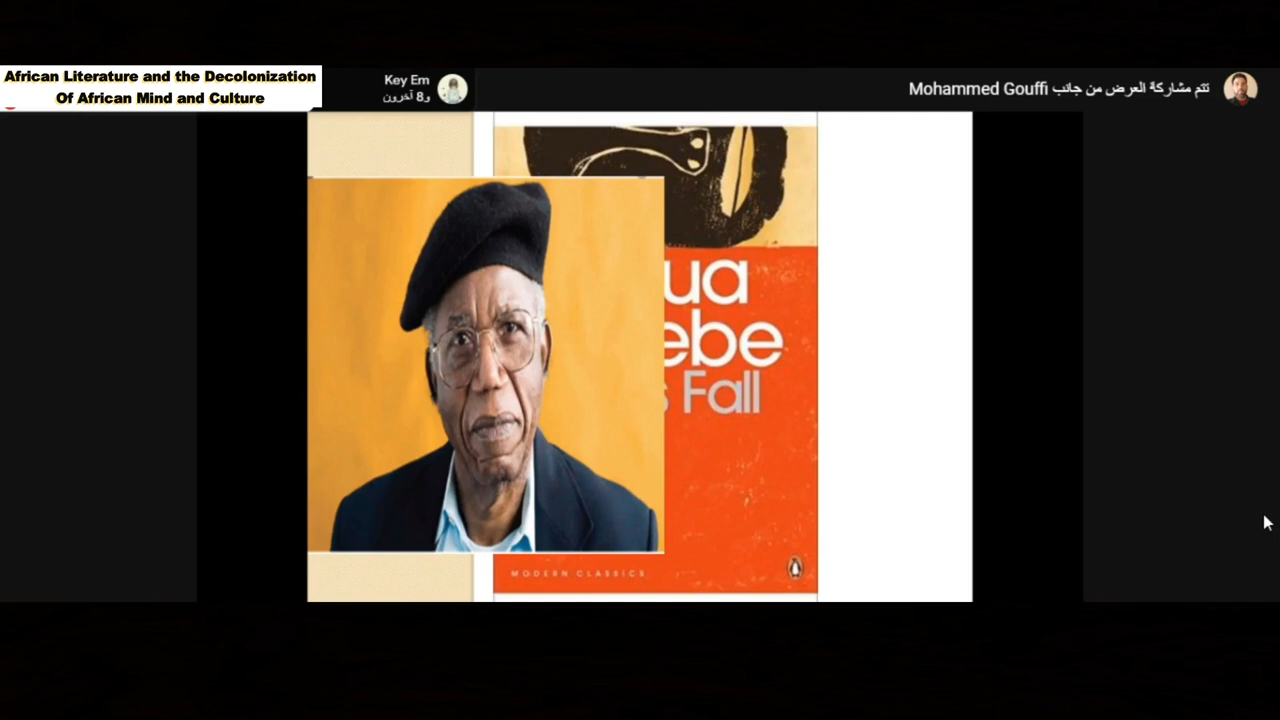 African Literature and the Decolonization
Of African Mind and Culture
Key Em
و8 آخرون
تتم مشاركة العرض من جانب Mohammed Gouffi
ua
ebe
s Fall
MODERN CLASSICS